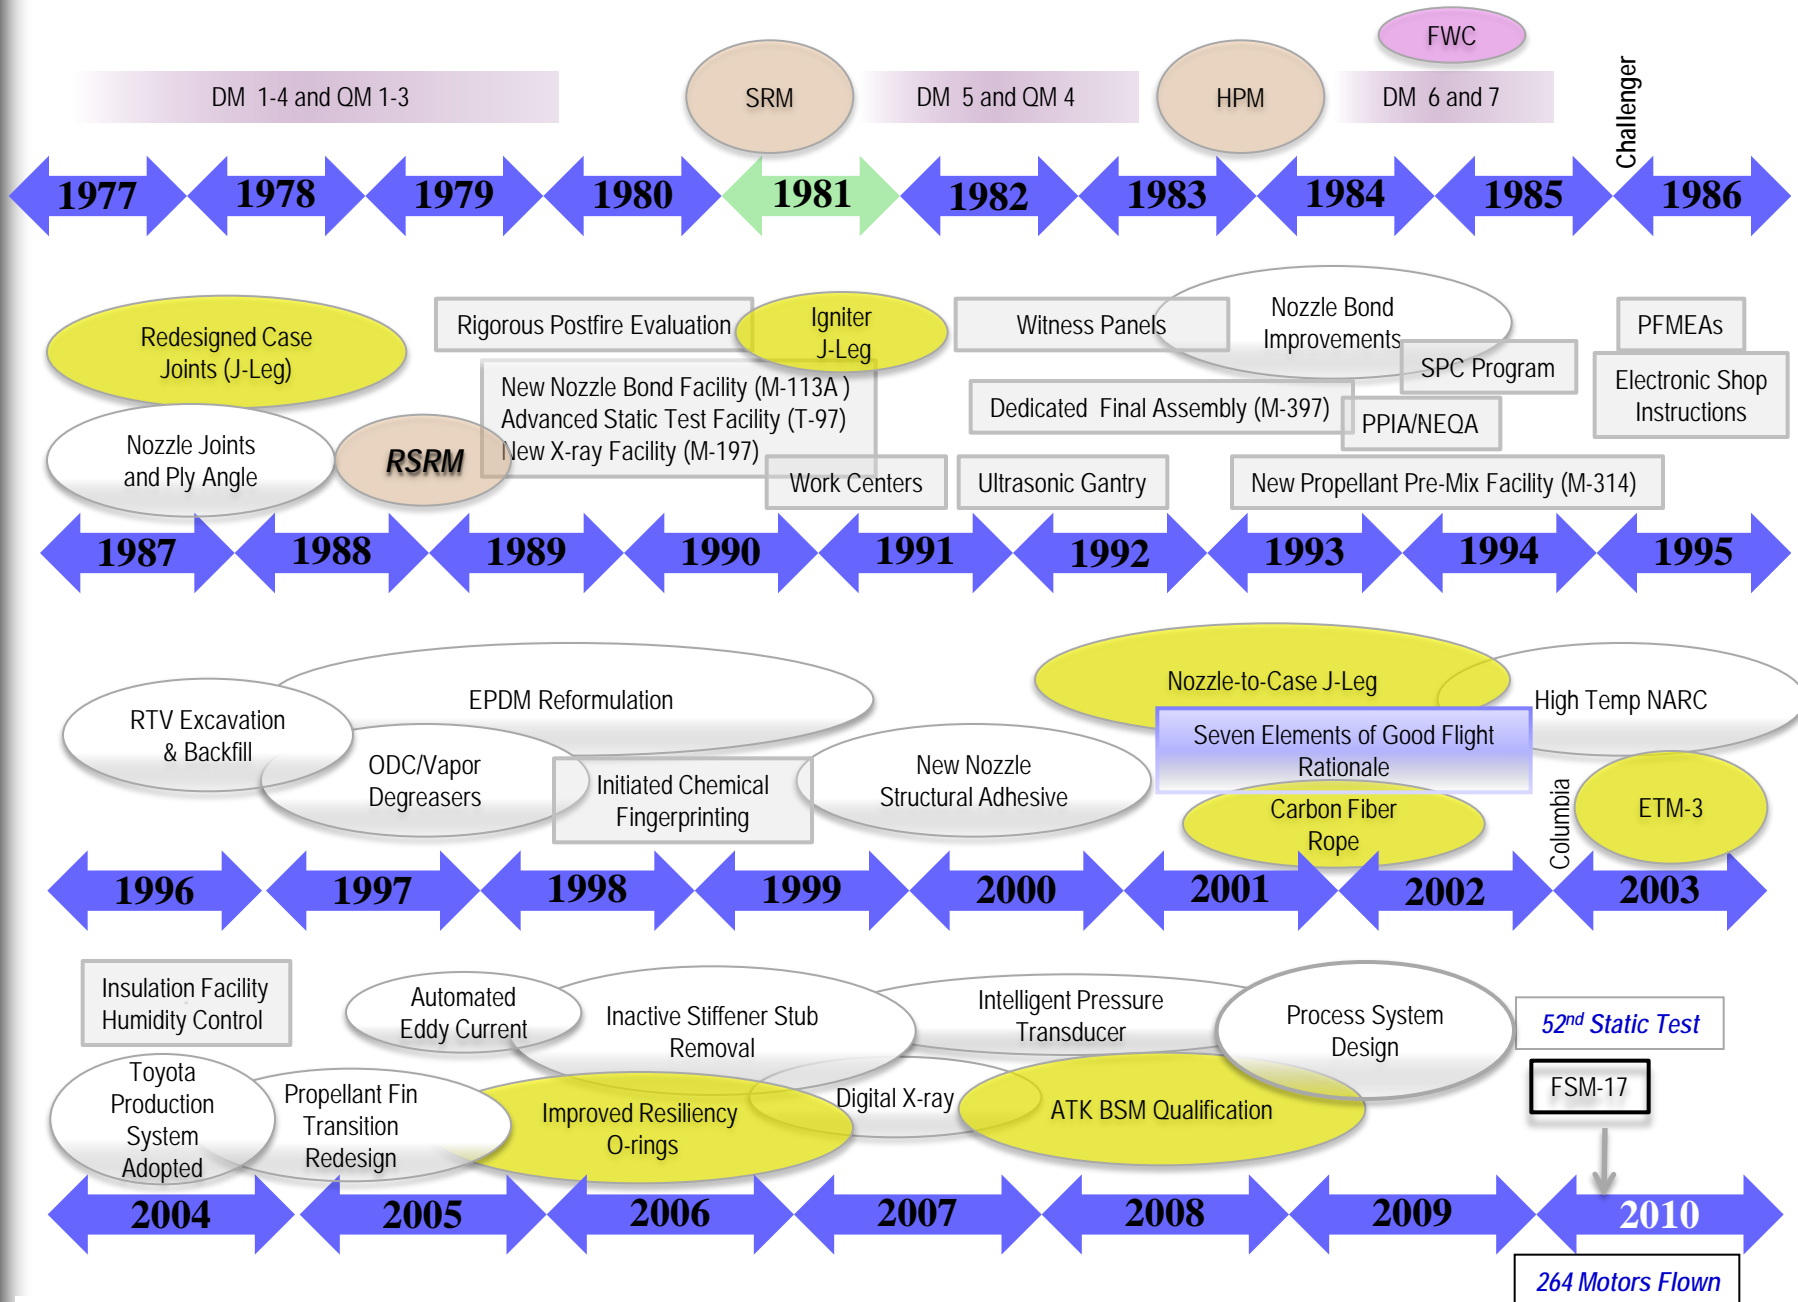 FWC
DM 1-4 and QM 1-3
SRM
DM 5 and QM 4
HPM
DM 6 and 7
Challenger
1977
1978
1979
1980
1981
1982
1983
1984
1985
1986
Redesigned Case
Joints (J-Leg)
Rigorous Postfire Evaluation
Igniter
J-Leg
Witness Panels
Nozzle Bond
Improvements
SPC Program
PFMEAs
Electronic Shop
Instructions
New Nozzle Bond Facility (M-113A )
Advanced Static Test Facility (T-97)
New X-ray Facility (M-197)
Dedicated Final Assembly (M-397)
PPIA/NEQA
Nozzle Joints
and Ply Angle
RSRM
Work Centers
Ultrasonic Gantry
New Propellant Pre-Mix Facility (M-314)
1987
1988
1989
1990
1991
1992
1993
1994
1995
RTV Excavation
& Backfill
EPDM Reformulation
Nozzle-to-Case J-Leg
High Temp NARC
ODC/Vapor
Degreasers
Initiated Chemical
Fingerprinting
New Nozzle
Structural Adhesive
Seven Elements of Good Flight
Rationale
Carbon Fiber
Rope
Columbia
ETM-3
1996
1997
1998
1999
2000
2001
2002
2003
Insulation Facility
Humidity Control
Automated
Eddy Current
Inactive Stiffener Stub
Removal
Intelligent Pressure
Transducer
Process System
Design
52nd Static Test
Toyota
Production
System
Adopted
Propellant Fin
Transition
Redesign
Improved Resiliency
O-rings
Digital X-ray
ATK BSM Qualification
FSM-17
2004
2005
2006
2007
2008
2009
2010
264 Motors Flown